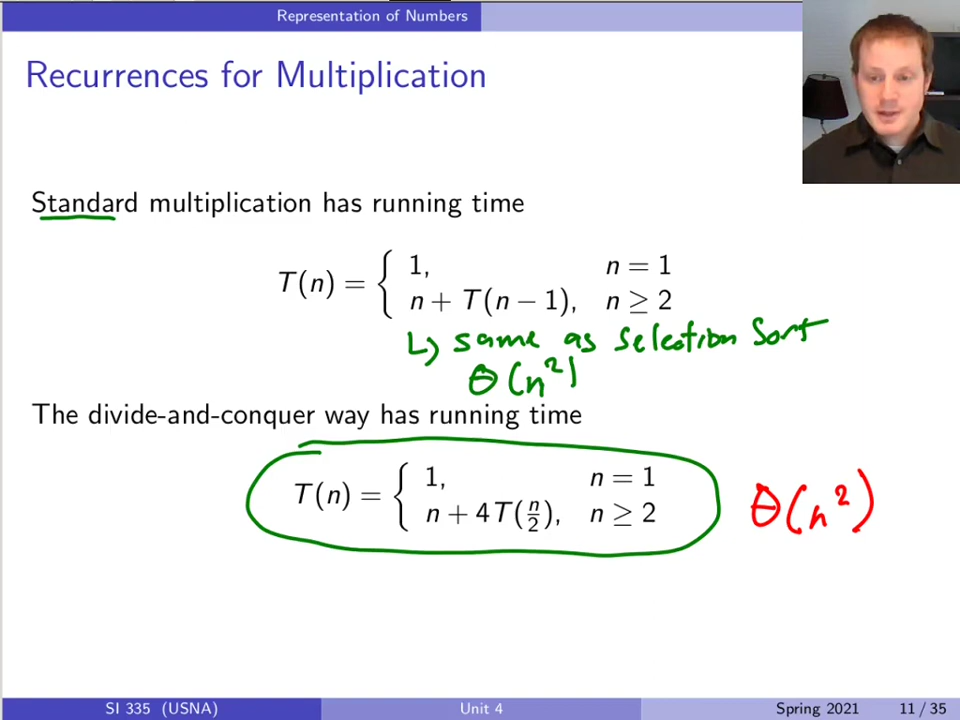 Representation of Numbers
Recurrences for Multiplication
Standard multiplication has running time
T(n) = { 1, n = 1
n + T(n − 1), n ≥ 2
↳ same as Selection Sort
Θ(n²)
The divide-and-conquer way has running time
T(n) = { 1, n = 1
n + 4T(n/2), n ≥ 2
Θ(n²)
SI 335 (USNA) Unit 4 Spring 2021 11 / 35